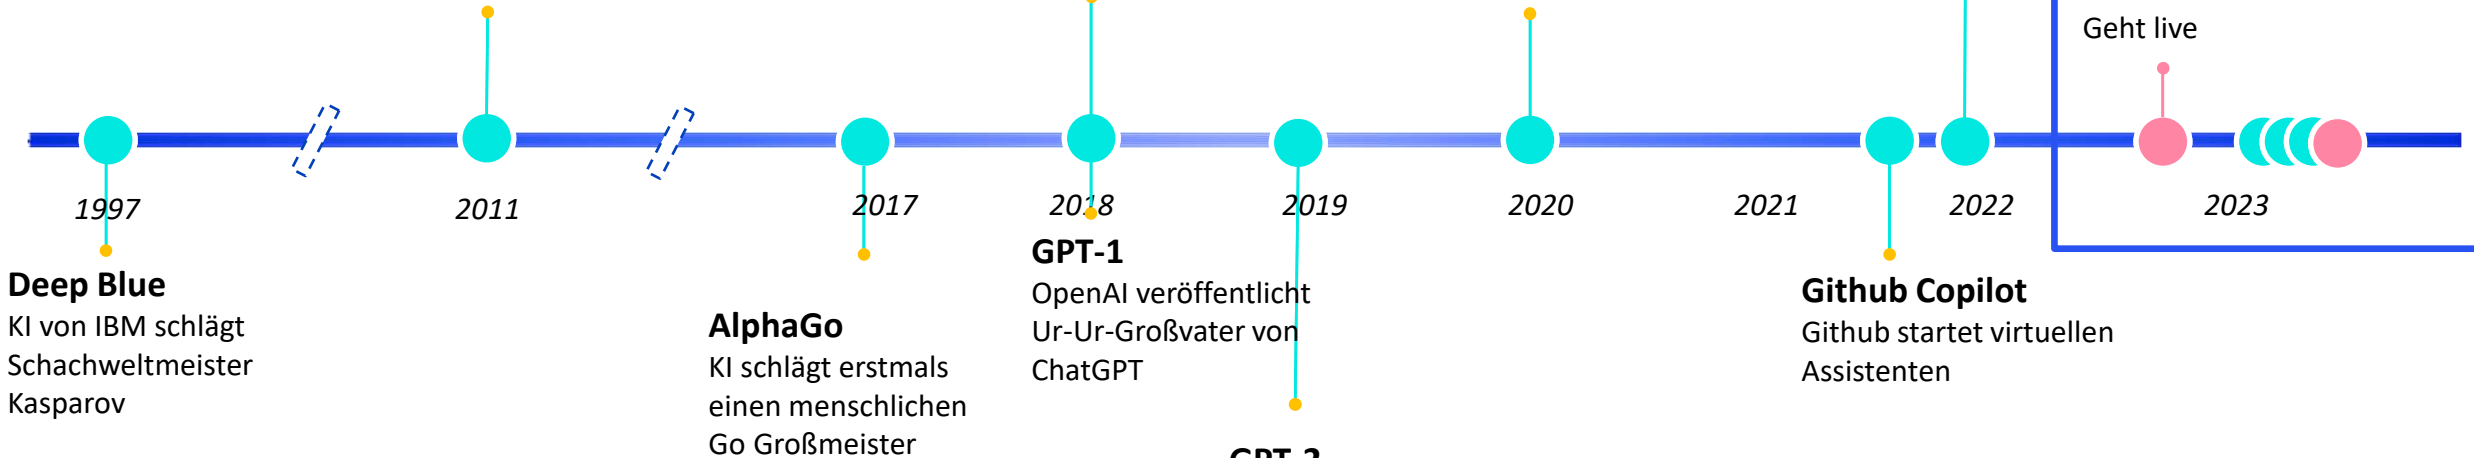 Geht live
1997
2011
2017
2018
2019
2020
2021
2022
2023
Deep Blue
KI von IBM schlägt
Schachweltmeister
Kasparov
AlphaGo
KI schlägt erstmals
einen menschlichen
Go Großmeister
GPT-1
OpenAI veröffentlicht
Ur-Ur-Großvater von
ChatGPT
Github Copilot
Github startet virtuellen
Assistenten